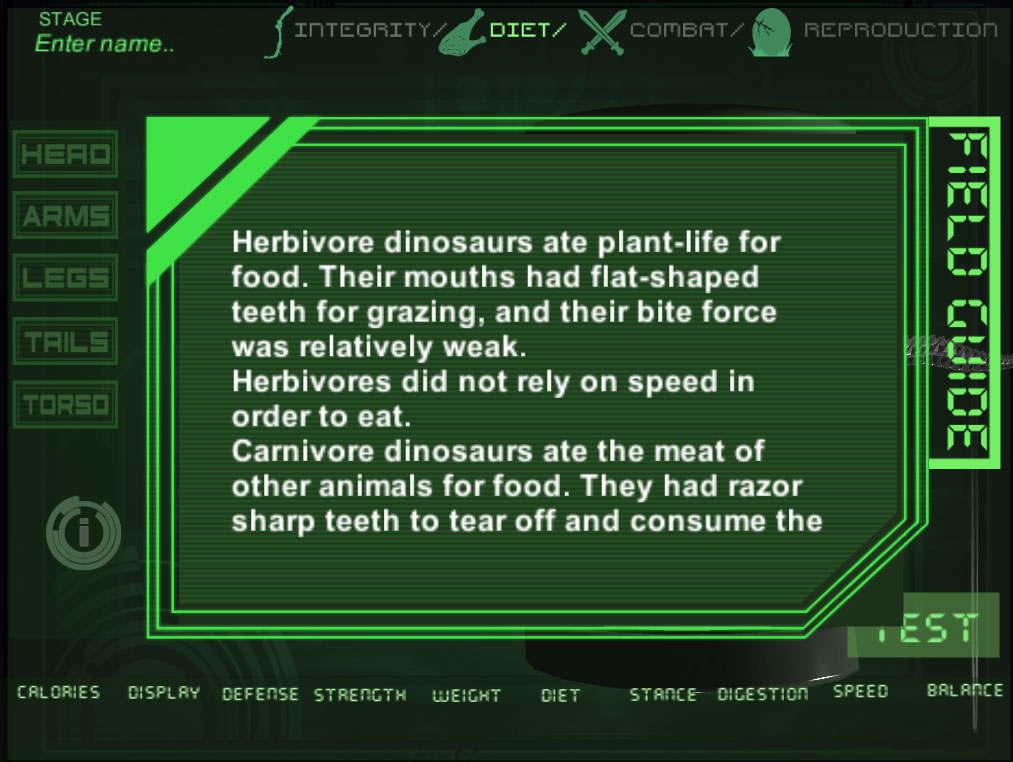 STAGE
Enter name..
INTEGRITY/ DIET/ COMBAT/ REPRODUCTION
HEAD
ARMS
LEGS
TAILS
TORSO
Herbivore dinosaurs ate plant-life for
food. Their mouths had flat-shaped
teeth for grazing, and their bite force
was relatively weak.
Herbivores did not rely on speed in
order to eat.
Carnivore dinosaurs ate the meat of
other animals for food. They had razor
sharp teeth to tear off and consume the
FIELD GUIDE
i
TEST
CALORIES DISPLAY DEFENSE STRENGTH WEIGHT DIET STANCE DIGESTION SPEED BALANCE